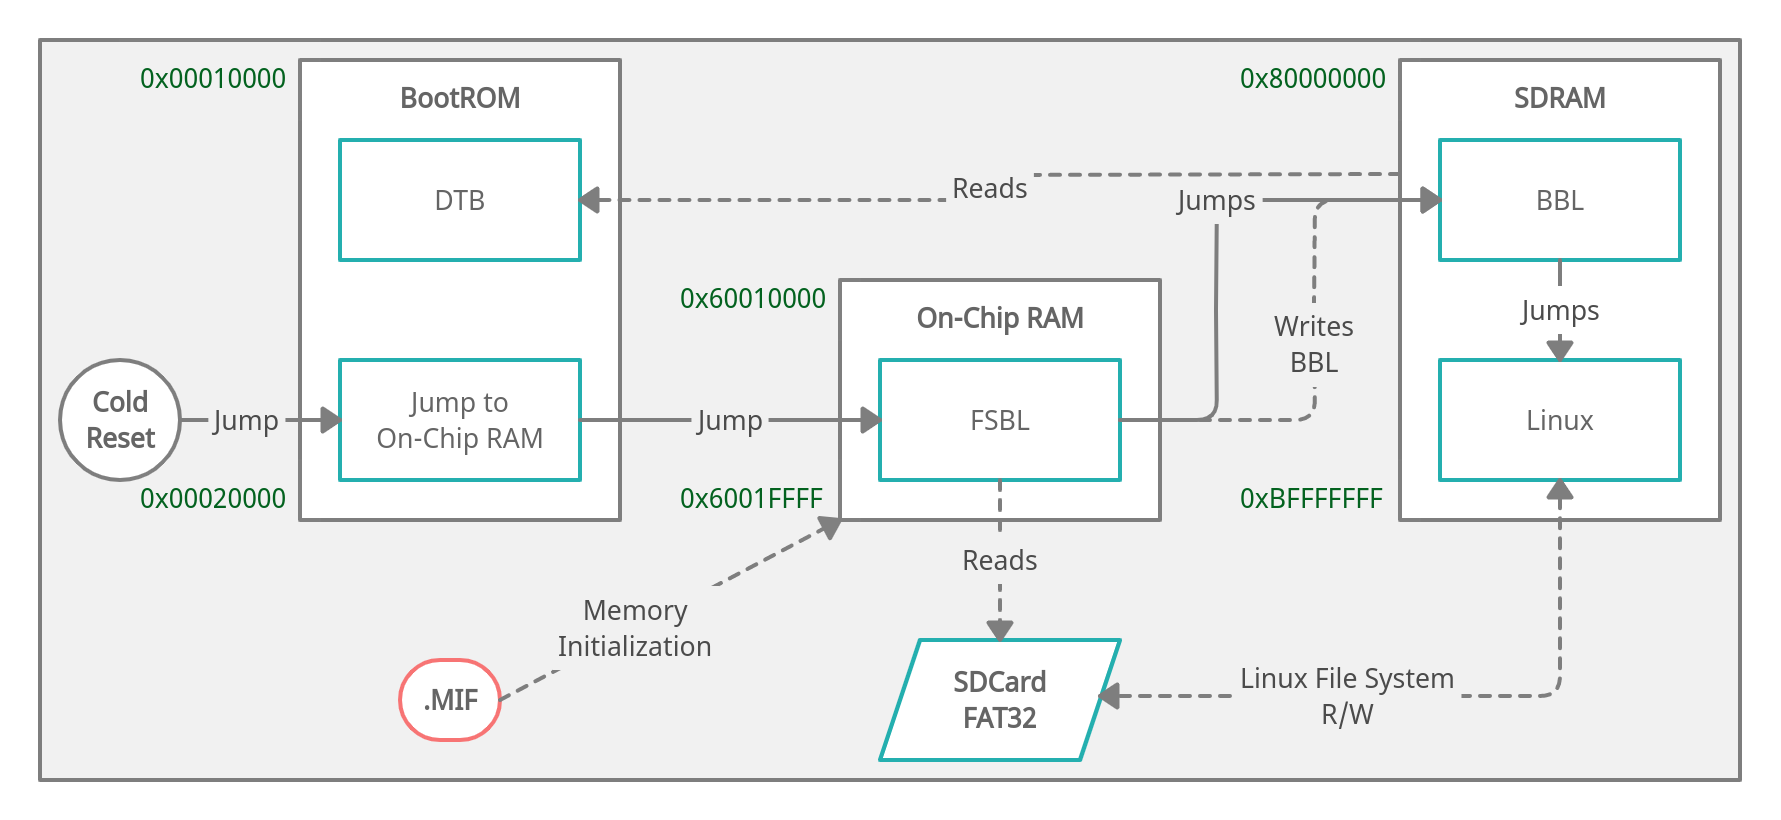 0x00010000
BootROM
0x80000000
SDRAM
DTB
Reads
Jumps
BBL
0x60010000
On-Chip RAM
Writes
BBL
Jumps
Cold
Reset
Jump
Jump to
On-Chip RAM
Jump
FSBL
Linux
0x00020000
0x6001FFFF
0xBFFFFFFF
Reads
Memory
Initialization
.MIF
SDCard
FAT32
Linux File System
R/W